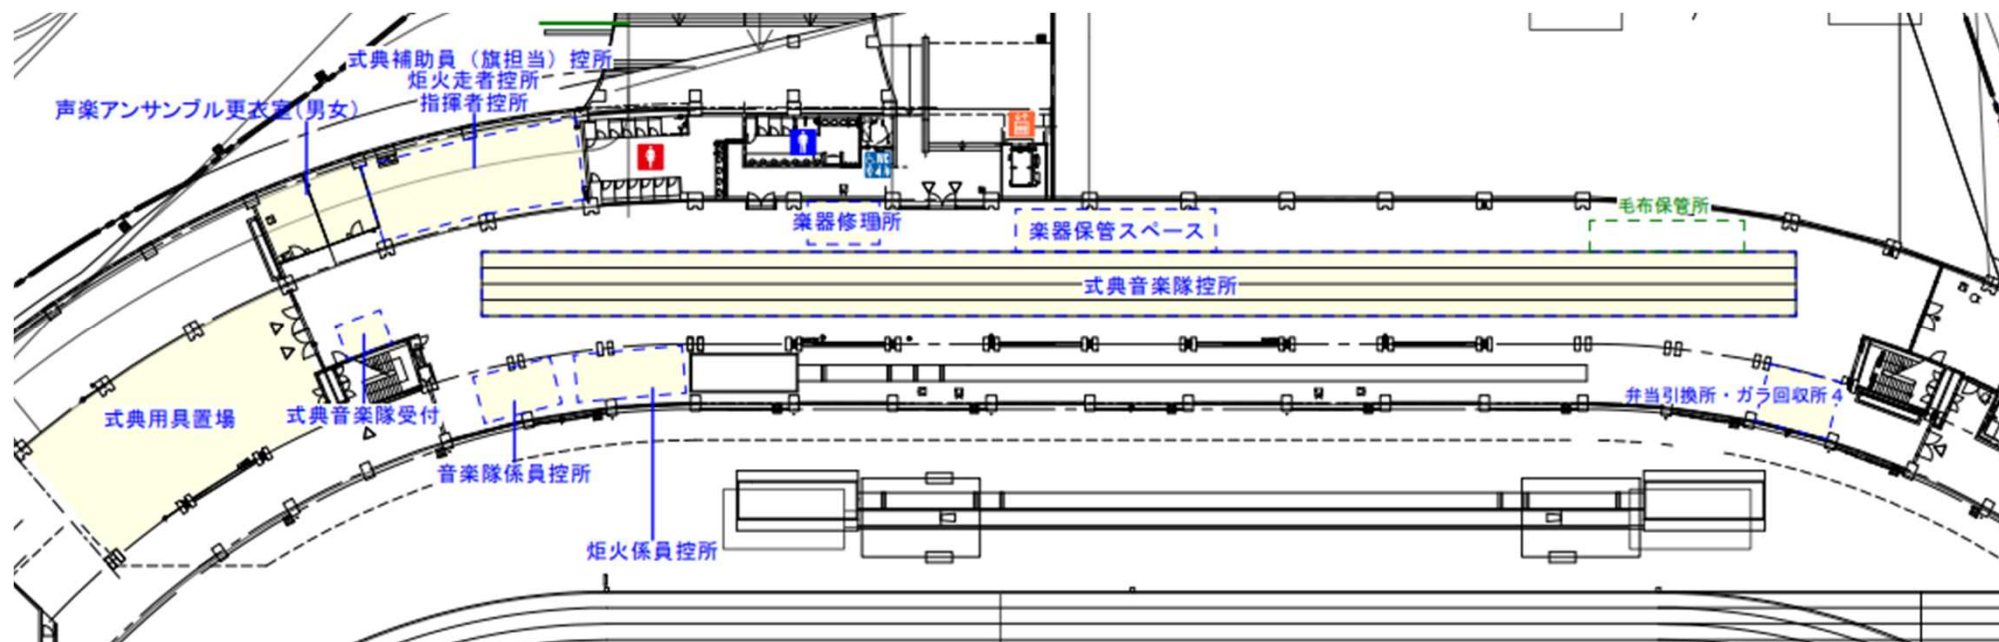 式典補助員（旗担当）控所
炬火走者控所
指揮者控所
声楽アンサンブル更衣室(男女)
楽器修理所
楽器保管スペース
毛布保管所
式典音楽隊控所
式典用具置場
式典音楽隊受付
弁当引換所・ガラ回収所４
音楽隊係員控所
炬火係員控所